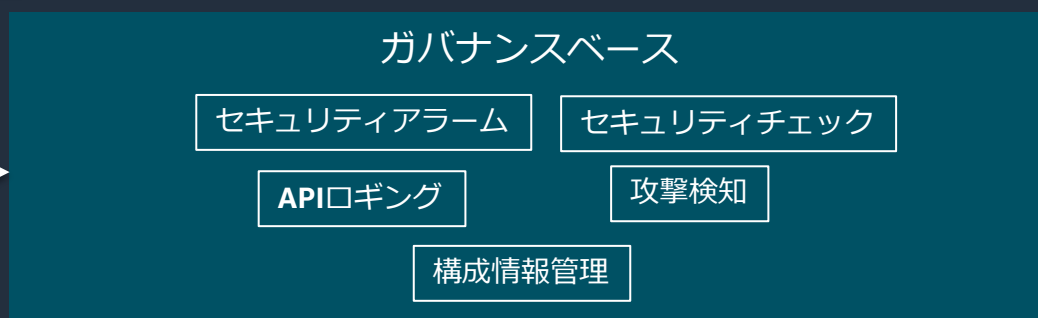 ガバナンスベース
セキュリティアラーム
セキュリティチェック
APIロギング
攻撃検知
構成情報管理